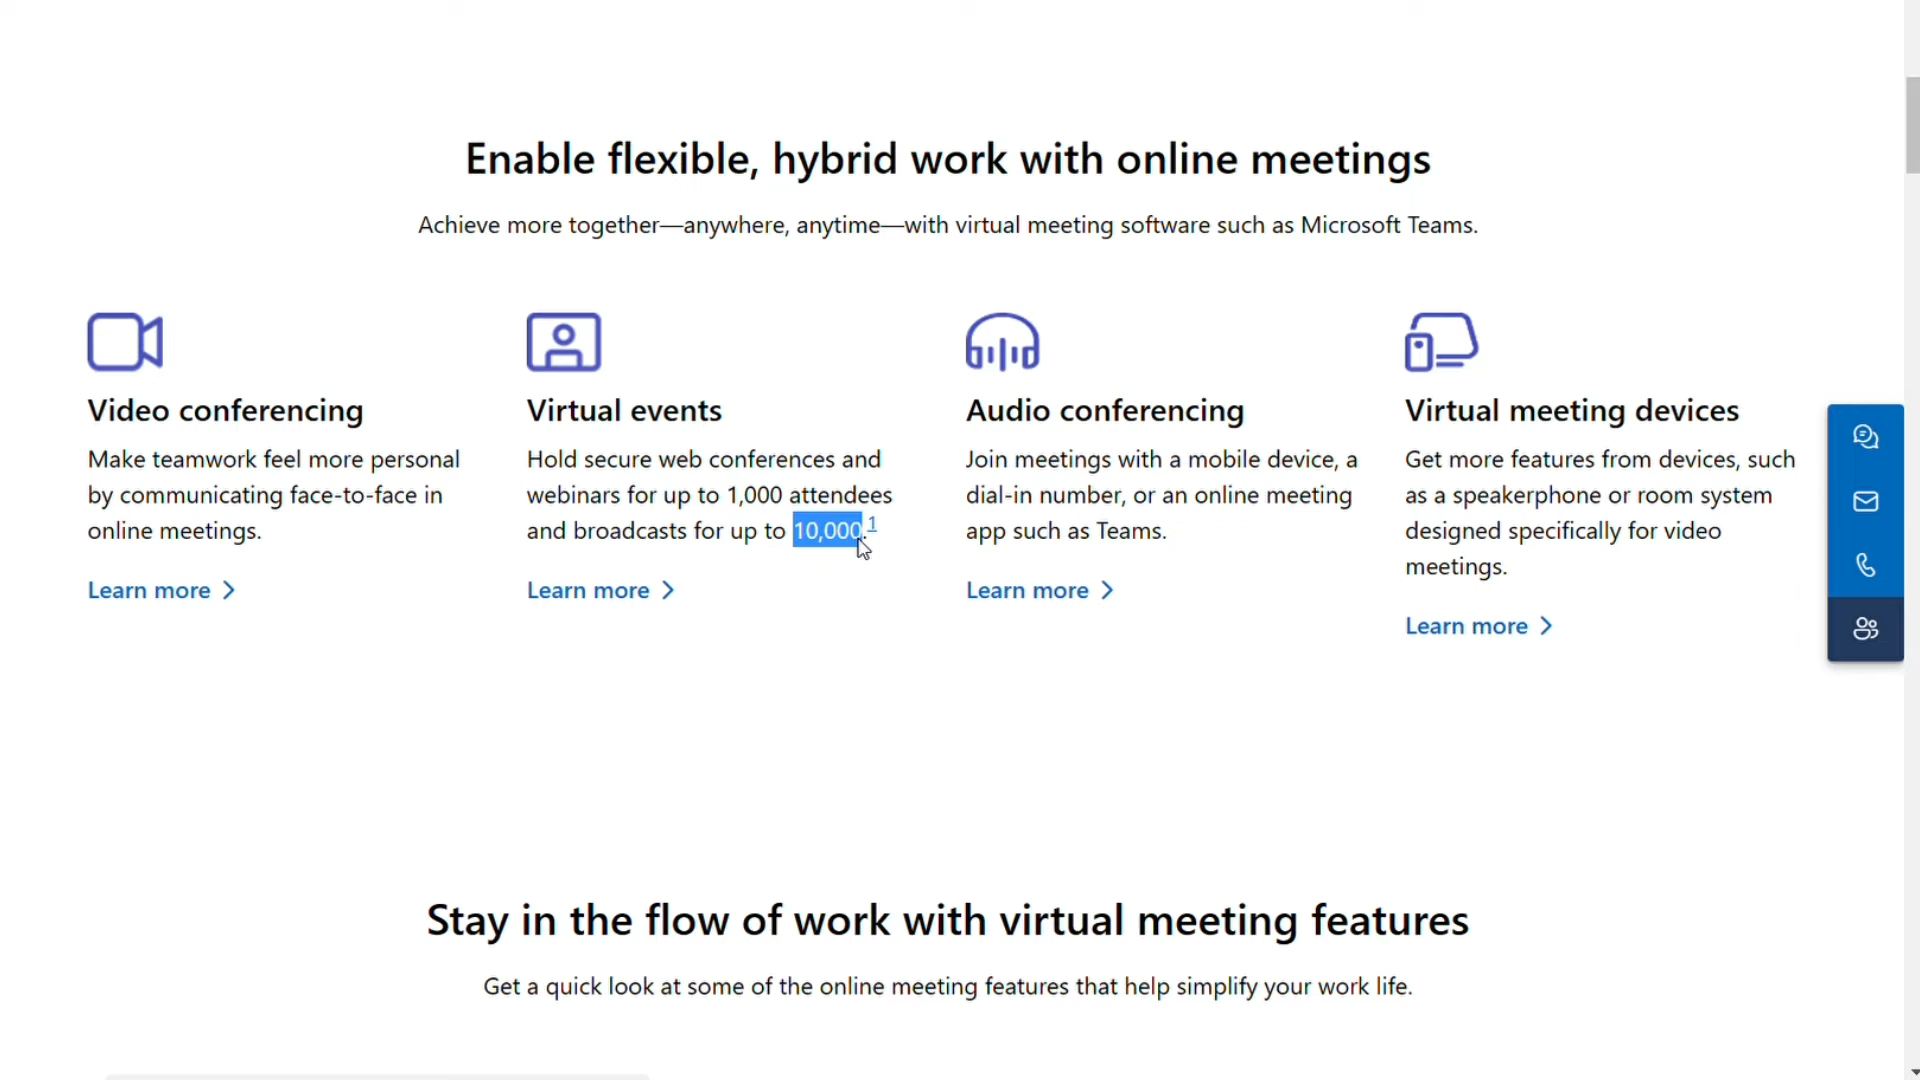 Enable flexible, hybrid work with online meetings
Achieve more together—anywhere, anytime—with virtual meeting software such as Microsoft Teams.
Video conferencing
Make teamwork feel more personal
by communicating face-to-face in
online meetings.
Learn more
Virtual events
Hold secure web conferences and
webinars for up to 1,000 attendees
and broadcasts for up to 10,000.1
Learn more
Audio conferencing
Join meetings with a mobile device, a
dial-in number, or an online meeting
app such as Teams.
Learn more
Virtual meeting devices
Get more features from devices, such
as a speakerphone or room system
designed specifically for video
meetings.
Learn more
Stay in the flow of work with virtual meeting features
Get a quick look at some of the online meeting features that help simplify your work life.